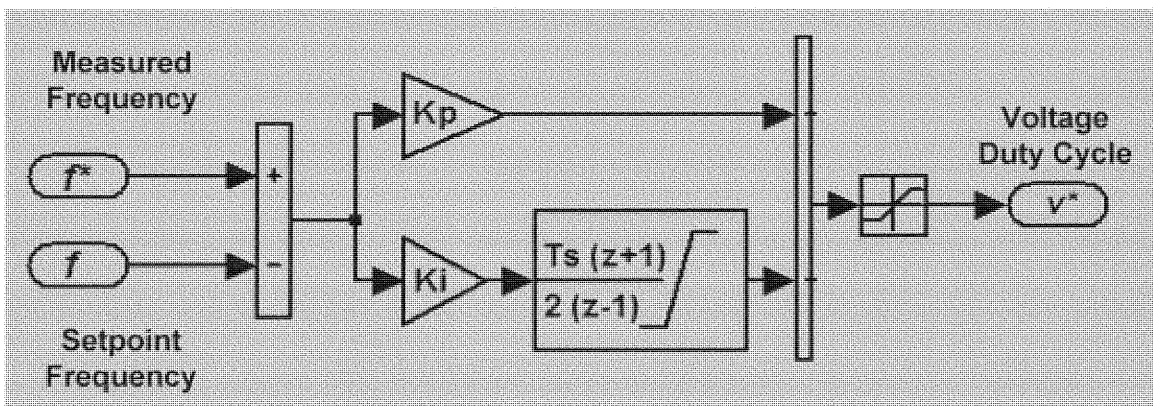 Measured
Frequency
f*
f
Setpoint
Frequency
+
−
Kp
Ki
Ts (z+1)
2 (z-1)
+
+
Voltage
Duty Cycle
v*